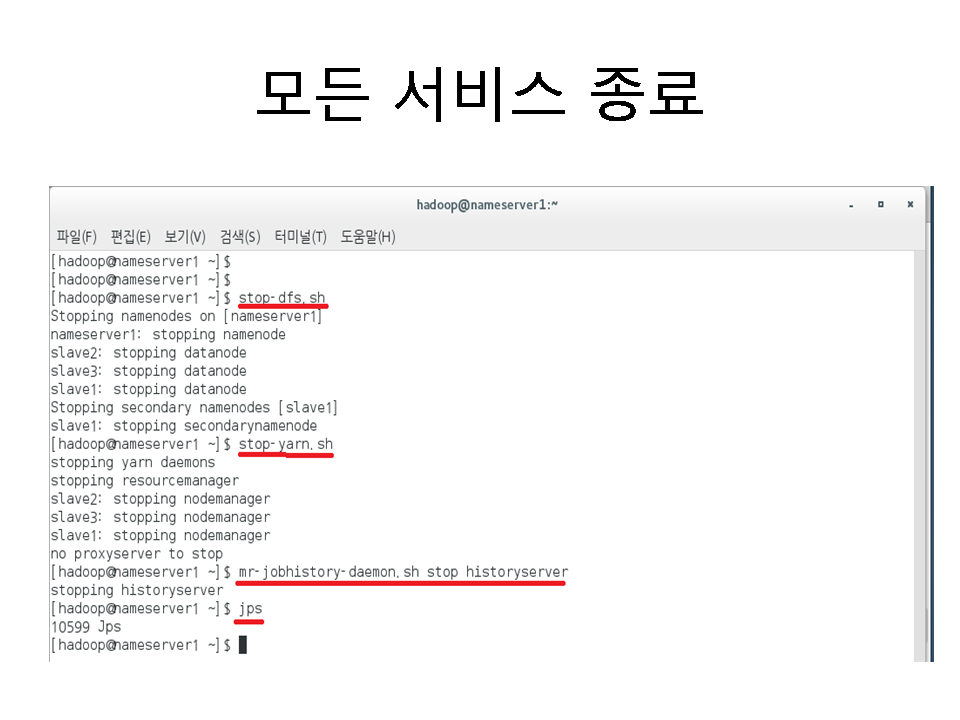 모든 서비스 종료
hadoop@nameserver1:~
파일(F) 편집(E) 보기(V) 검색(S) 터미널(T) 도움말(H)
[hadoop@nameserver1 ~]$
[hadoop@nameserver1 ~]$
[hadoop@nameserver1 ~]$ stop-dfs.sh
Stopping namenodes on [nameserver1]
nameserver1: stopping namenode
slave2: stopping datanode
slave3: stopping datanode
slave1: stopping datanode
Stopping secondary namenodes [slave1]
slave1: stopping secondarynamenode
[hadoop@nameserver1 ~]$ stop-yarn.sh
stopping yarn daemons
stopping resourcemanager
slave2: stopping nodemanager
slave3: stopping nodemanager
slave1: stopping nodemanager
no proxyserver to stop
[hadoop@nameserver1 ~]$ mr-jobhistory-daemon.sh stop historyserver
stopping historyserver
[hadoop@nameserver1 ~]$ jps
10599 Jps
[hadoop@nameserver1 ~]$